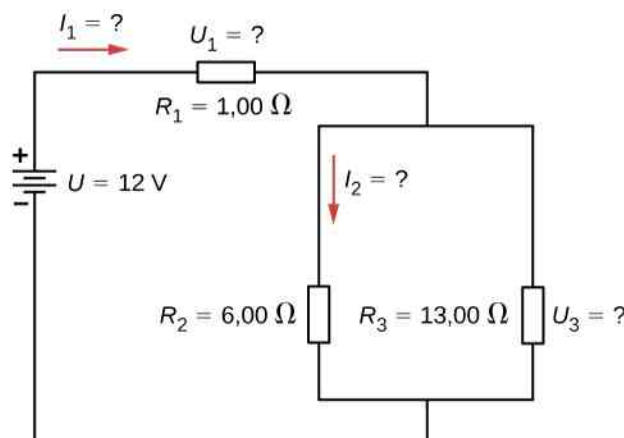 I₁ = ?
U₁ = ?
R₁ = 1,00 Ω
+
U = 12 V
−
I₂ = ?
R₂ = 6,00 Ω
R₃ = 13,00 Ω
U₃ = ?